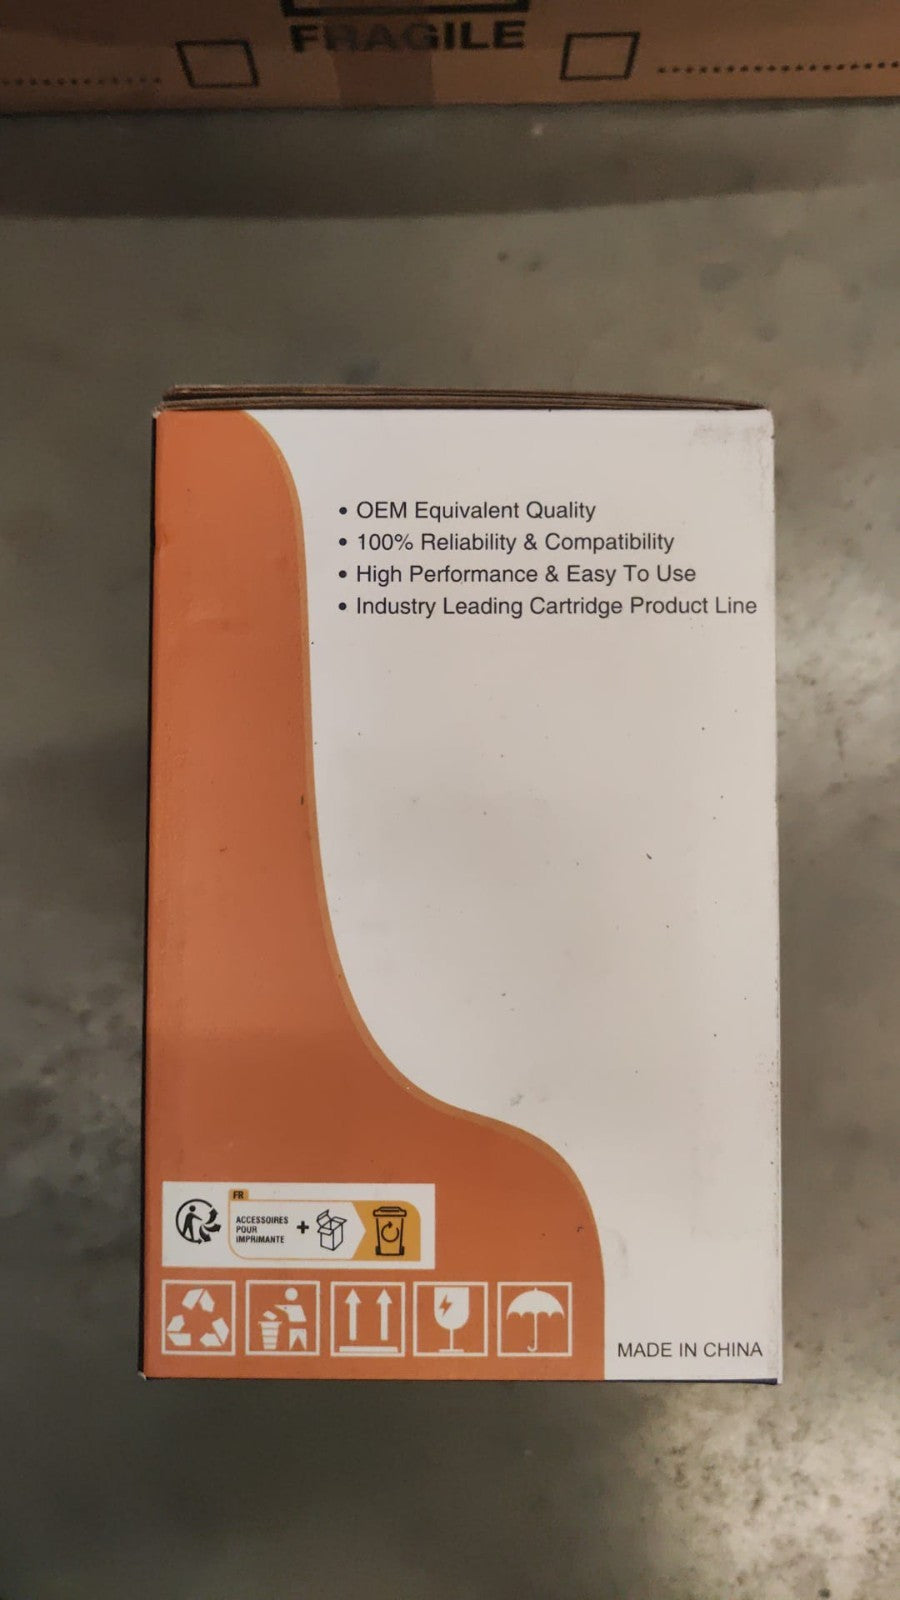 FRAGILE
• OEM Equivalent Quality
• 100% Reliability & Compatibility
• High Performance & Easy To Use
• Industry Leading Cartridge Product Line
FR
ACCESSOIRES
POUR
IMPRIMANTE
+
MADE IN CHINA